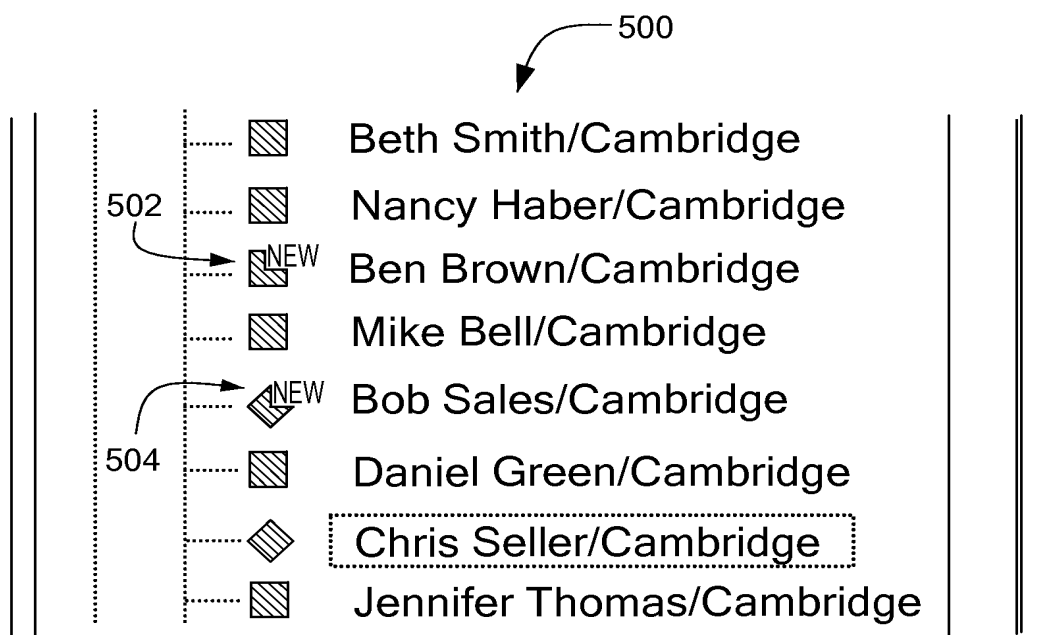 500
Beth Smith/Cambridge
502 Nancy Haber/Cambridge
NEW Ben Brown/Cambridge
Mike Bell/Cambridge
NEW Bob Sales/Cambridge
504 Daniel Green/Cambridge
Chris Seller/Cambridge
Jennifer Thomas/Cambridge